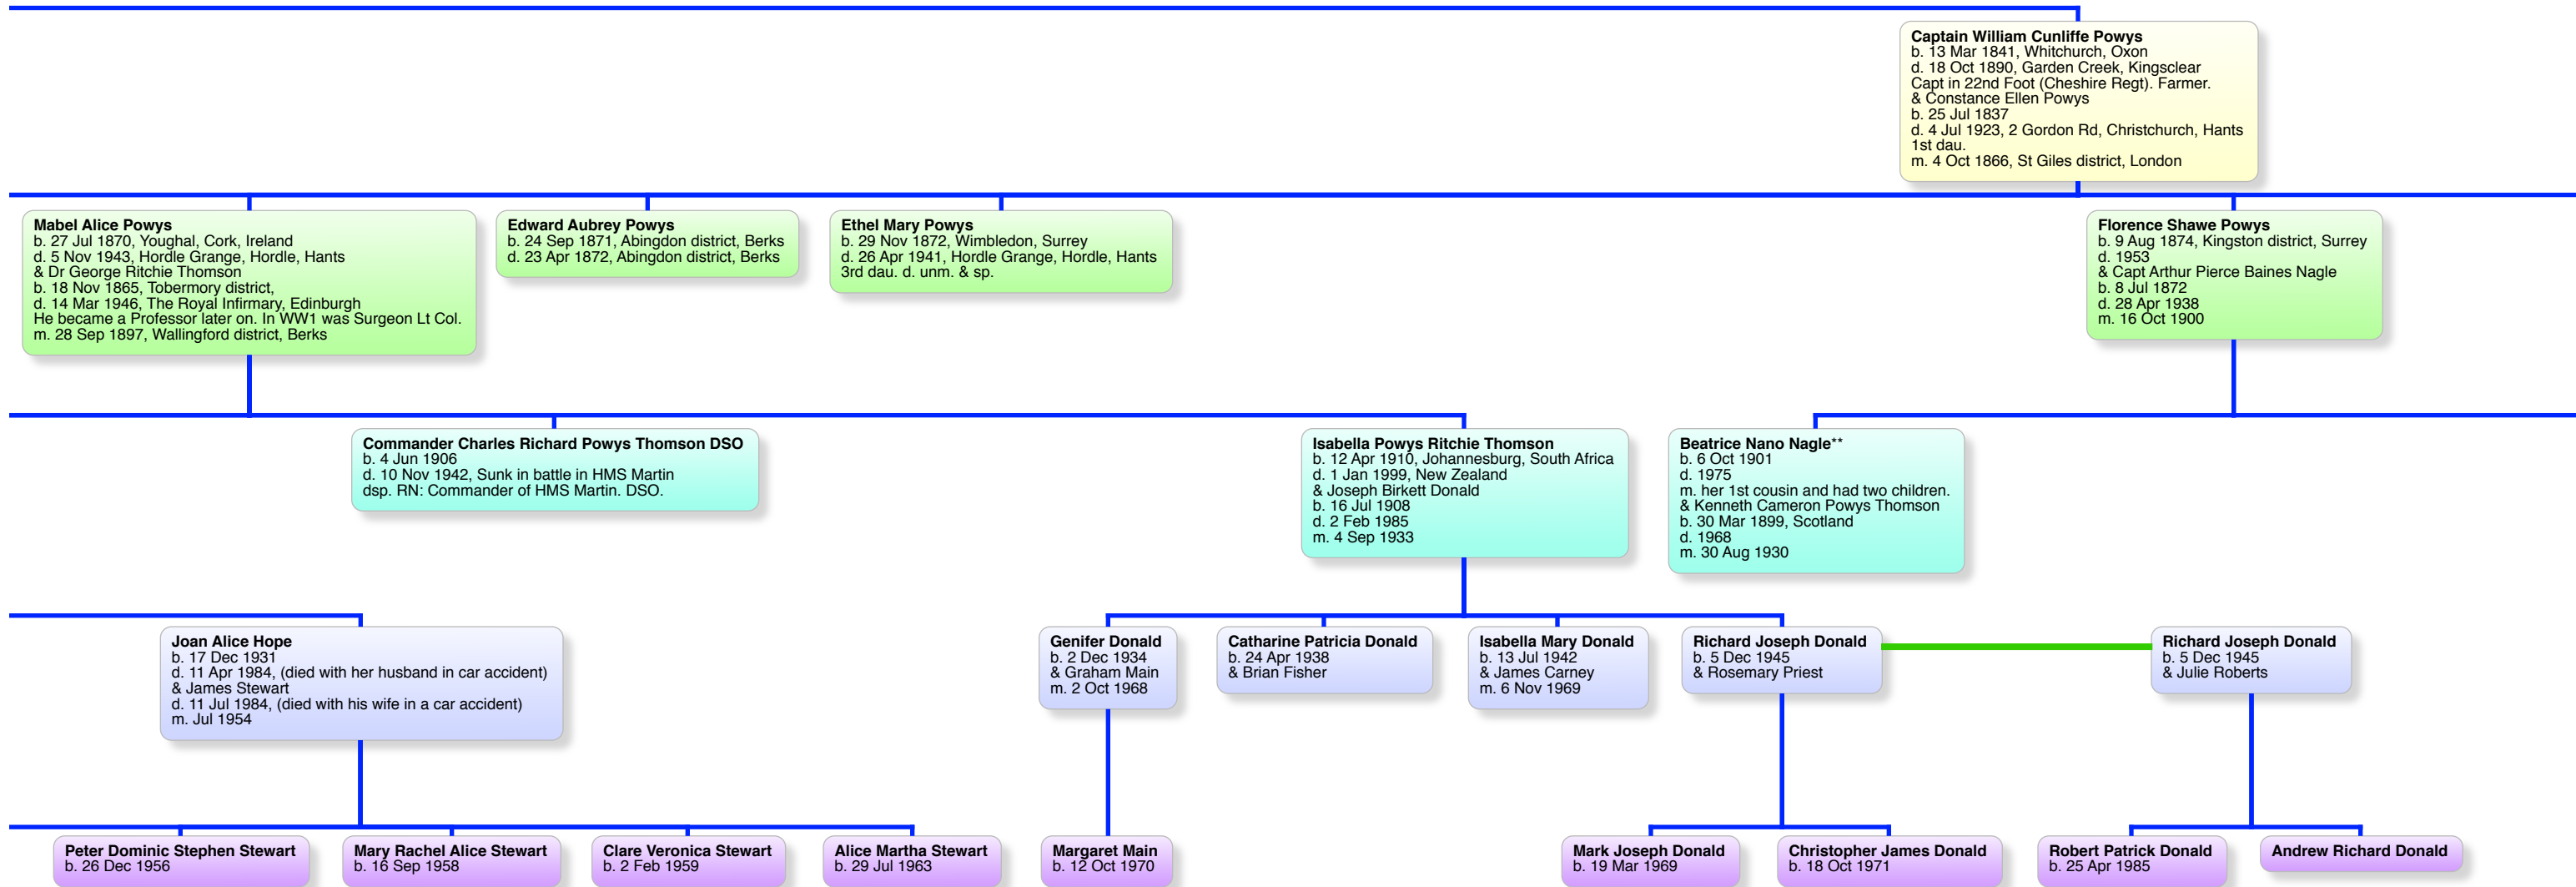 Captain William Cunliffe Powys
b. 13 Mar 1841, Whitchurch, Oxon
d. 18 Oct 1890, Garden Creek, Kingsclear
Capt in 22nd Foot (Cheshire Regt). Farmer.
& Constance Ellen Powys
b. 25 Jul 1837
d. 4 Jul 1923, 2 Gordon Rd, Christchurch, Hants
1st dau.
m. 4 Oct 1866, St Giles district, London
Mabel Alice Powys
b. 27 Jul 1870, Youghal, Cork, Ireland
d. 5 Nov 1943, Hordle Grange, Hordle, Hants
& Dr George Ritchie Thomson
b. 18 Nov 1865, Tobermory district,
d. 14 Mar 1946, The Royal Infirmary, Edinburgh
He became a Professor later on. In WW1 was Surgeon Lt Col.
m. 28 Sep 1897, Wallingford district, Berks
Edward Aubrey Powys
b. 24 Sep 1871, Abingdon district, Berks
d. 23 Apr 1872, Abingdon district, Berks
Ethel Mary Powys
b. 29 Nov 1872, Wimbledon, Surrey
d. 26 Apr 1941, Hordle Grange, Hordle, Hants
3rd dau. d. unm. & sp.
Florence Shawe Powys
b. 9 Aug 1874, Kingston district, Surrey
d. 1953
& Capt Arthur Pierce Baines Nagle
b. 8 Jul 1872
d. 28 Apr 1938
m. 16 Oct 1900
Commander Charles Richard Powys Thomson DSO
b. 4 Jun 1906
d. 10 Nov 1942, Sunk in battle in HMS Martin
dsp. RN: Commander of HMS Martin. DSO.
Isabella Powys Ritchie Thomson
b. 12 Apr 1910, Johannesburg, South Africa
d. 1 Jan 1999, New Zealand
& Joseph Birkett Donald
b. 16 Jul 1908
d. 2 Feb 1985
m. 4 Sep 1933
Beatrice Nano Nagle**
b. 6 Oct 1901
d. 1975
m. her 1st cousin and had two children.
& Kenneth Cameron Powys Thomson
b. 30 Mar 1899, Scotland
d. 1968
m. 30 Aug 1930
Joan Alice Hope
b. 17 Dec 1931
d. 11 Apr 1984, (died with her husband in car accident)
& James Stewart
d. 11 Jul 1984, (died with his wife in a car accident)
m. Jul 1954
Genifer Donald
b. 2 Dec 1934
& Graham Main
m. 2 Oct 1968
Catharine Patricia Donald
b. 24 Apr 1938
& Brian Fisher
Isabella Mary Donald
b. 13 Jul 1942
& James Carney
m. 6 Nov 1969
Richard Joseph Donald
b. 5 Dec 1945
& Rosemary Priest
Richard Joseph Donald
b. 5 Dec 1945
& Julie Roberts
Peter Dominic Stephen Stewart
b. 26 Dec 1956
Mary Rachel Alice Stewart
b. 16 Sep 1958
Clare Veronica Stewart
b. 2 Feb 1959
Alice Martha Stewart
b. 29 Jul 1963
Margaret Main
b. 12 Oct 1970
Mark Joseph Donald
b. 19 Mar 1969
Christopher James Donald
b. 18 Oct 1971
Robert Patrick Donald
b. 25 Apr 1985
Andrew Richard Donald